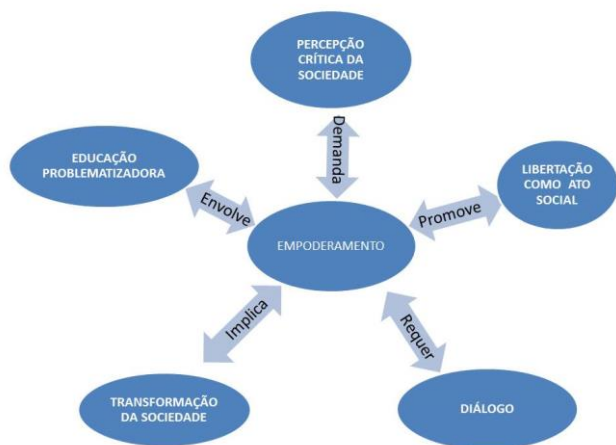 PERCEPÇÃO
CRÍTICA DA
SOCIEDADE
Demanda
EDUCAÇÃO
PROBLEMATIZADORA
Envolve
LIBERTAÇÃO
COMO ATO
SOCIAL
Promove
EMPODERAMENTO
Implica
Requer
TRANSFORMAÇÃO
DA SOCIEDADE
DIÁLOGO